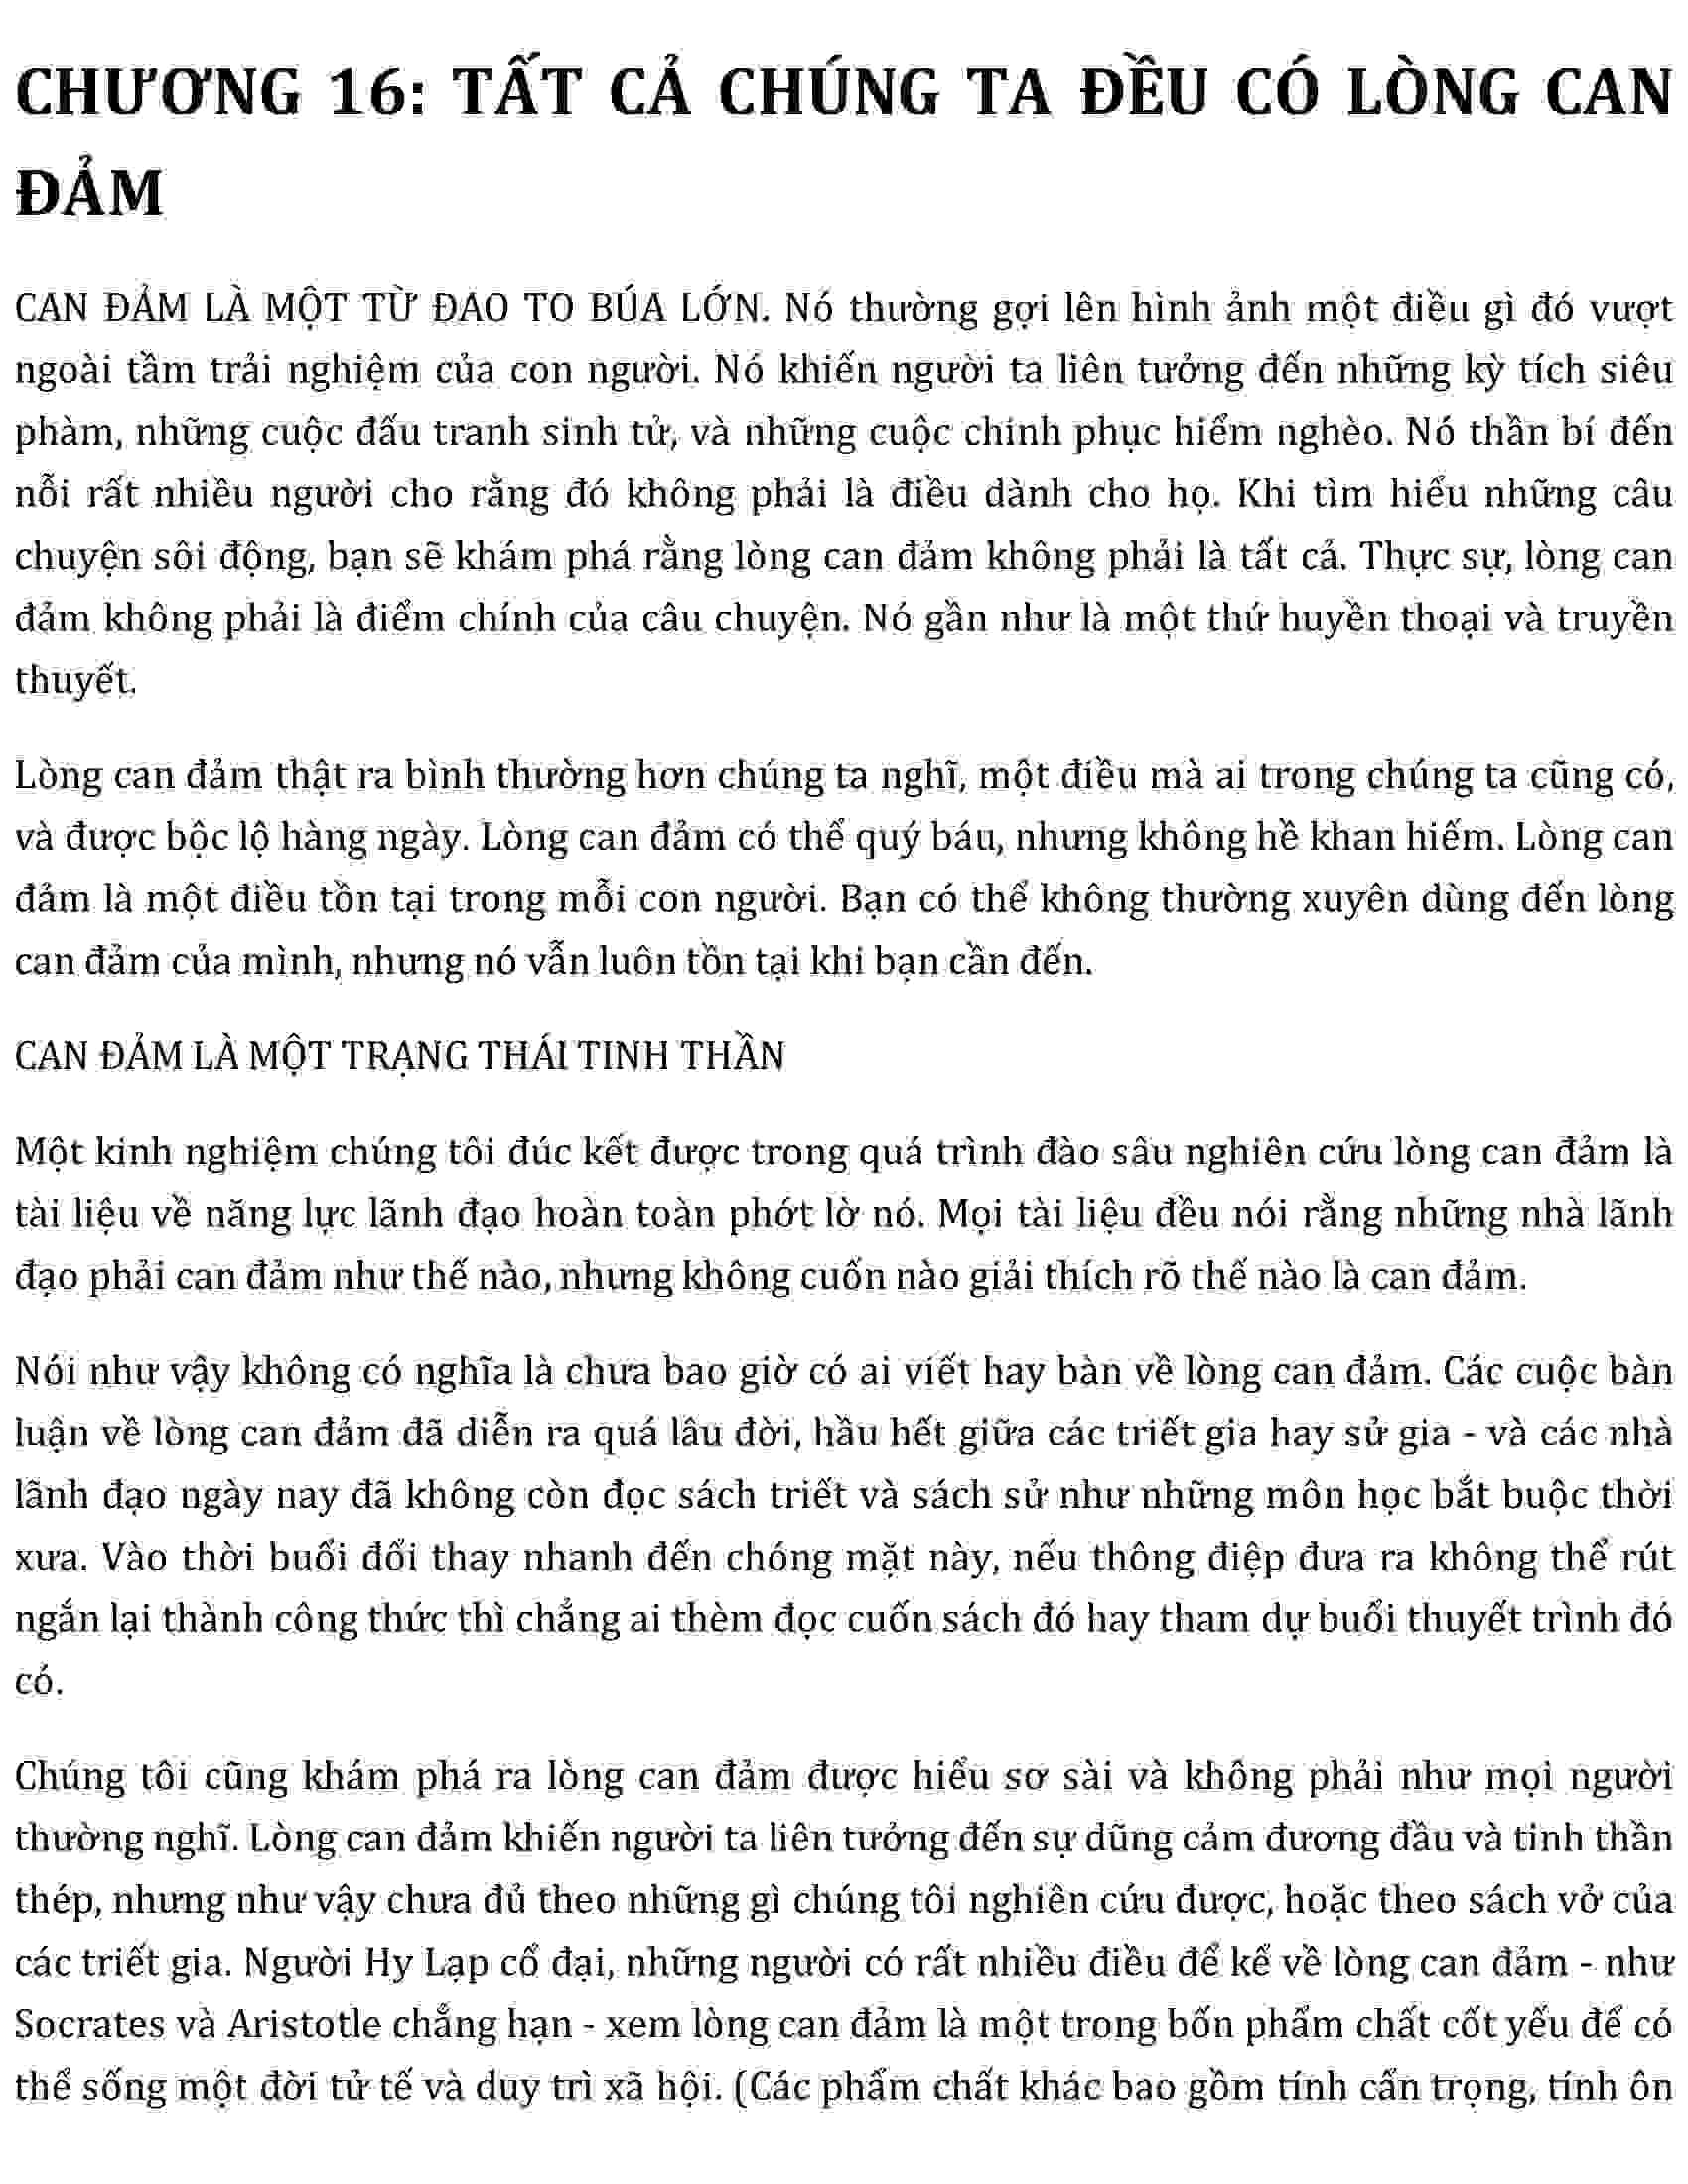 CHƯƠNG 16: TẤT CẢ CHÚNG TA ĐỀU CÓ LÒNG CAN
ĐẢM
CAN ĐẢM LÀ MỘT TỪ ĐAO TO BÚA LỚN. Nó thường gợi lên hình ảnh một điều gì đó vượt
ngoài tầm trải nghiệm của con người. Nó khiến người ta liên tưởng đến những kỳ tích siêu
phàm, những cuộc đấu tranh sinh tử, và những cuộc chinh phục hiểm nghèo. Nó thần bí đến
nỗi rất nhiều người cho rằng đó không phải là điều dành cho họ. Khi tìm hiểu những câu
chuyện sôi động, bạn sẽ khám phá rằng lòng can đảm không phải là tất cả. Thực sự, lòng can
đảm không phải là điểm chính của câu chuyện. Nó gần như là một thứ huyền thoại và truyền
thuyết.
Lòng can đảm thật ra bình thường hơn chúng ta nghĩ, một điều mà ai trong chúng ta cũng có,
và được bộc lộ hàng ngày. Lòng can đảm có thể quý báu, nhưng không hề khan hiếm. Lòng can
đảm là một điều tồn tại trong mỗi con người. Bạn có thể không thường xuyên dùng đến lòng
can đảm của mình, nhưng nó vẫn luôn tồn tại khi bạn cần đến.
CAN ĐẢM LÀ MỘT TRẠNG THÁI TINH THẦN
Một kinh nghiệm chúng tôi đúc kết được trong quá trình đào sâu nghiên cứu lòng can đảm là
tài liệu về năng lực lãnh đạo hoàn toàn phớt lờ nó. Mọi tài liệu đều nói rằng những nhà lãnh
đạo phải can đảm như thế nào, nhưng không cuốn nào giải thích rõ thế nào là can đảm.
Nói như vậy không có nghĩa là chưa bao giờ có ai viết hay bàn về lòng can đảm. Các cuộc bàn
luận về lòng can đảm đã diễn ra quá lâu đời, hầu hết giữa các triết gia hay sử gia - và các nhà
lãnh đạo ngày nay đã không còn đọc sách triết và sách sử như những môn học bắt buộc thời
xưa. Vào thời buổi đổi thay nhanh đến chóng mặt này, nếu thông điệp đưa ra không thể rút
ngắn lại thành công thức thì chẳng ai thèm đọc cuốn sách đó hay tham dự buổi thuyết trình đó
cỏ.
Chúng tôi cũng khám phá ra lòng can đảm được hiểu sơ sài và không phải như mọi người
thường nghĩ. Lòng can đảm khiến người ta liên tưởng đến sự dũng cảm đương đầu và tinh thần
thép, nhưng như vậy chưa đủ theo những gì chúng tôi nghiên cứu được, hoặc theo sách vở của
các triết gia. Người Hy Lạp cổ đại, những người có rất nhiều điều để kể về lòng can đảm - như
Socrates và Aristotle chẳng hạn - xem lòng can đảm là một trong bốn phẩm chất cốt yếu để có
thể sống một đời tử tế và duy trì xã hội. (Các phẩm chất khác bao gồm tính cẩn trọng, tính ôn